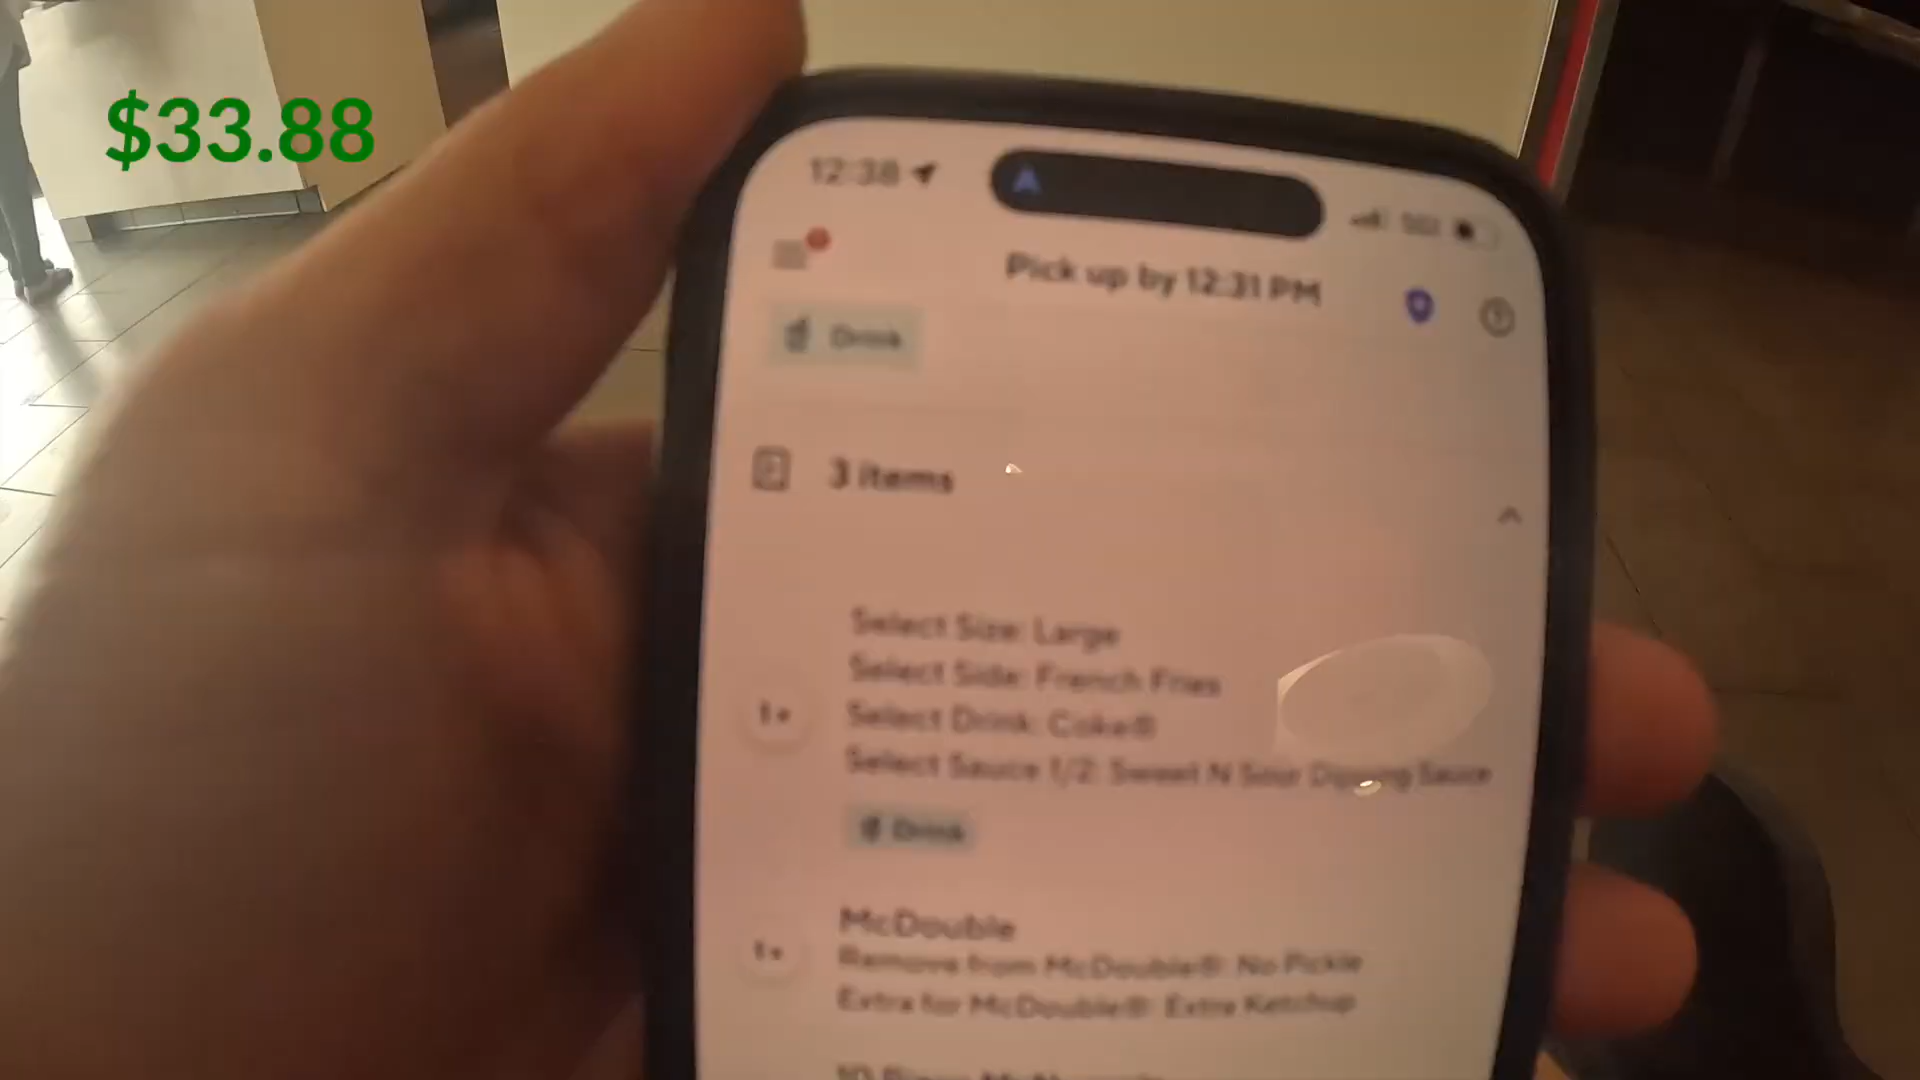 $33.88
12:38
Pick up by 12:31 PM
Drink
3 items
Select Size: Large
Select Side: French Fries
1×
Select Drink: Coke®
Select Sauce 1/2: Sweet N Sour Dipping Sauce
Drink
McDouble
1×
Remove from McDouble®: No Pickle
Extra for McDouble®: Extra Ketchup